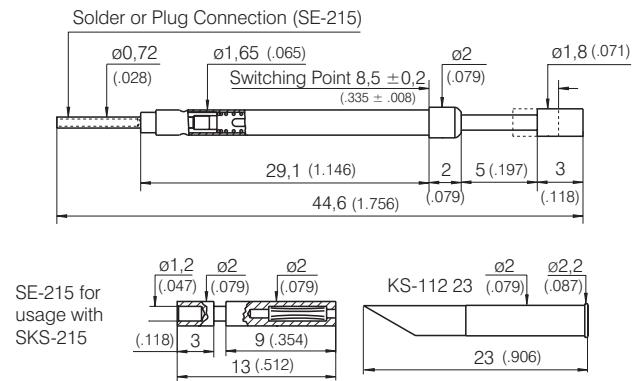 Solder or Plug Connection (SE-215)
ø0,72
(.028)
ø1,65 (.065)
Switching Point 8,5 ±0,2
(.335 ± .008)
ø2
(.079)
ø1,8 (.071)
29,1 (1.146)
2
(.079)
5 (.197)
3
(.118)
44,6 (1.756)
SE-215 for
usage with
SKS-215
ø1,2
(.047)
ø2
(.079)
ø2
(.079)
(.118)
3
9 (.354)
13 (.512)
KS-112 23
ø2
(.079)
ø2,2
(.087)
23 (.906)